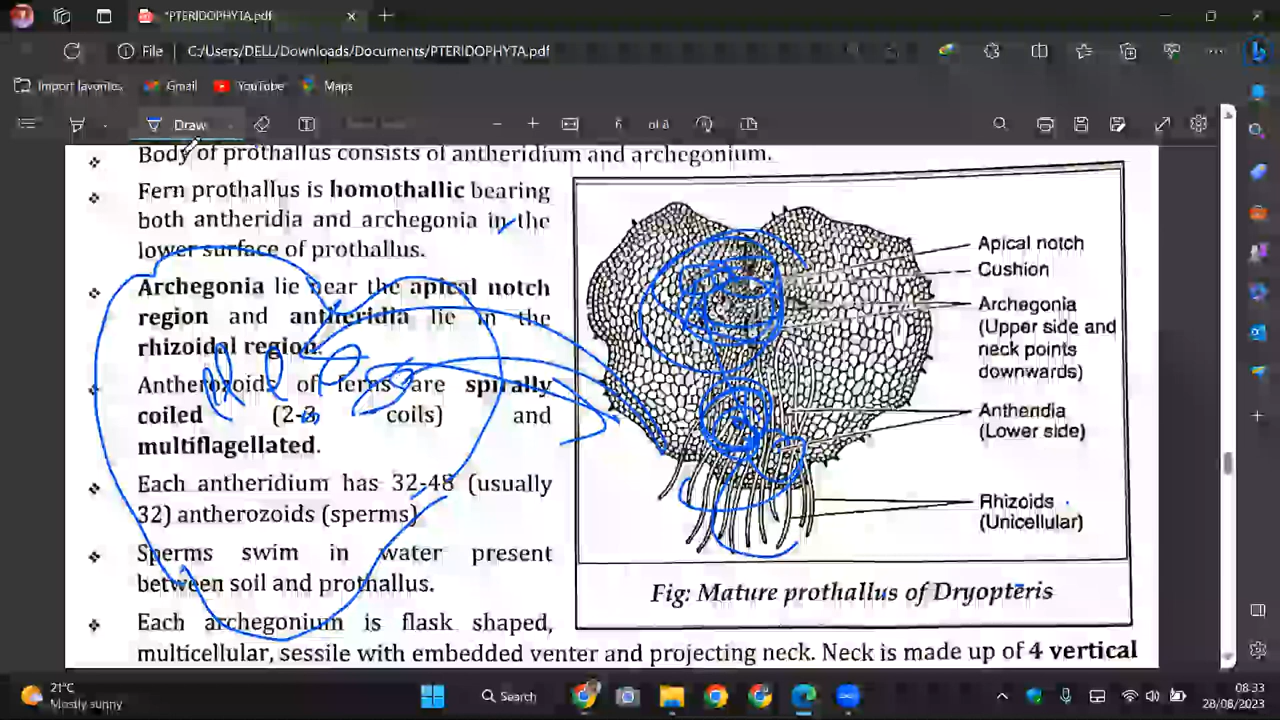 *PTERIDOPHYTA.pdf
File C:/Users/DELL/Downloads/Documents/PTERIDOPHYTA.pdf
Import favorites Gmail YouTube Maps
Draw 6 of 8
Body of prothallus consists of antheridium and archegonium.
Fern prothallus is homothallic bearing
both antheridia and archegonia in the
lower surface of prothallus.
Archegonia lie near the apical notch
region and antheridia lie in the
rhizoidal region.
Antherozoids of ferns are spirally
coiled (2-3 coils) and
multiflagellated.
Each antheridium has 32-48 (usually
32) antherozoids (sperms)
Sperms swim in water present
between soil and prothallus.
Each archegonium is flask shaped,
multicellular, sessile with embedded venter and projecting neck. Neck is made up of 4 vertical
Apical notch
Cushion
Archegonia
(Upper side and
neck points
downwards)
Antheridia
(Lower side)
Rhizoids
(Unicellular)
Fig: Mature prothallus of Dryopteris
21°C
Mostly sunny
Search
08:33
28/08/2023